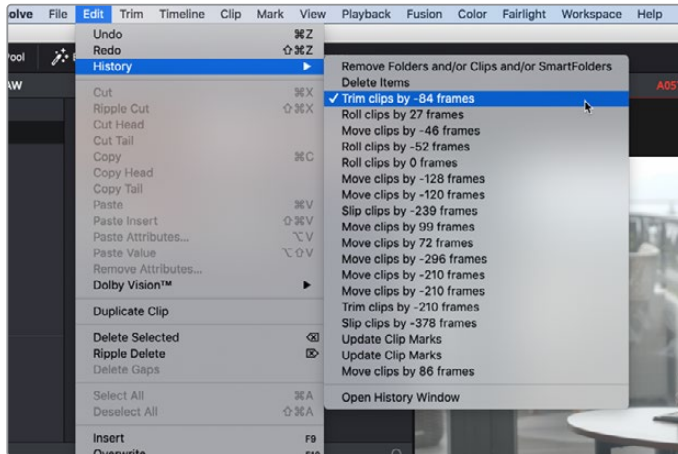 olve File Edit Trim Timeline Clip Mark View Playback Fusion Color Fairlight Workspace Help
Undo ⌘Z
Redo ⇧⌘Z
ool
History ▶
AW
A05
Cut ⌘X
Ripple Cut ⇧⌘X
Cut Head
Cut Tail
Copy ⌘C
Copy Head
Copy Tail
Paste ⌘V
Paste Insert ⇧⌘V
Paste Attributes... ⌥V
Paste Value ⌥⇧V
Remove Attributes...
Dolby Vision™ ▶
Duplicate Clip
Delete Selected ⌫
Ripple Delete ⌦
Delete Gaps
Select All ⌘A
Deselect All ⇧⌘A
Insert F9
Overwrite F10
Remove Folders and/or Clips and/or SmartFolders
Delete Items
✓ Trim clips by -84 frames
Roll clips by 27 frames
Move clips by -46 frames
Roll clips by -52 frames
Roll clips by 0 frames
Move clips by -128 frames
Move clips by -120 frames
Slip clips by -239 frames
Move clips by 99 frames
Move clips by 72 frames
Move clips by -296 frames
Move clips by -210 frames
Move clips by -210 frames
Trim clips by -210 frames
Slip clips by -378 frames
Update Clip Marks
Update Clip Marks
Move clips by 86 frames
Open History Window